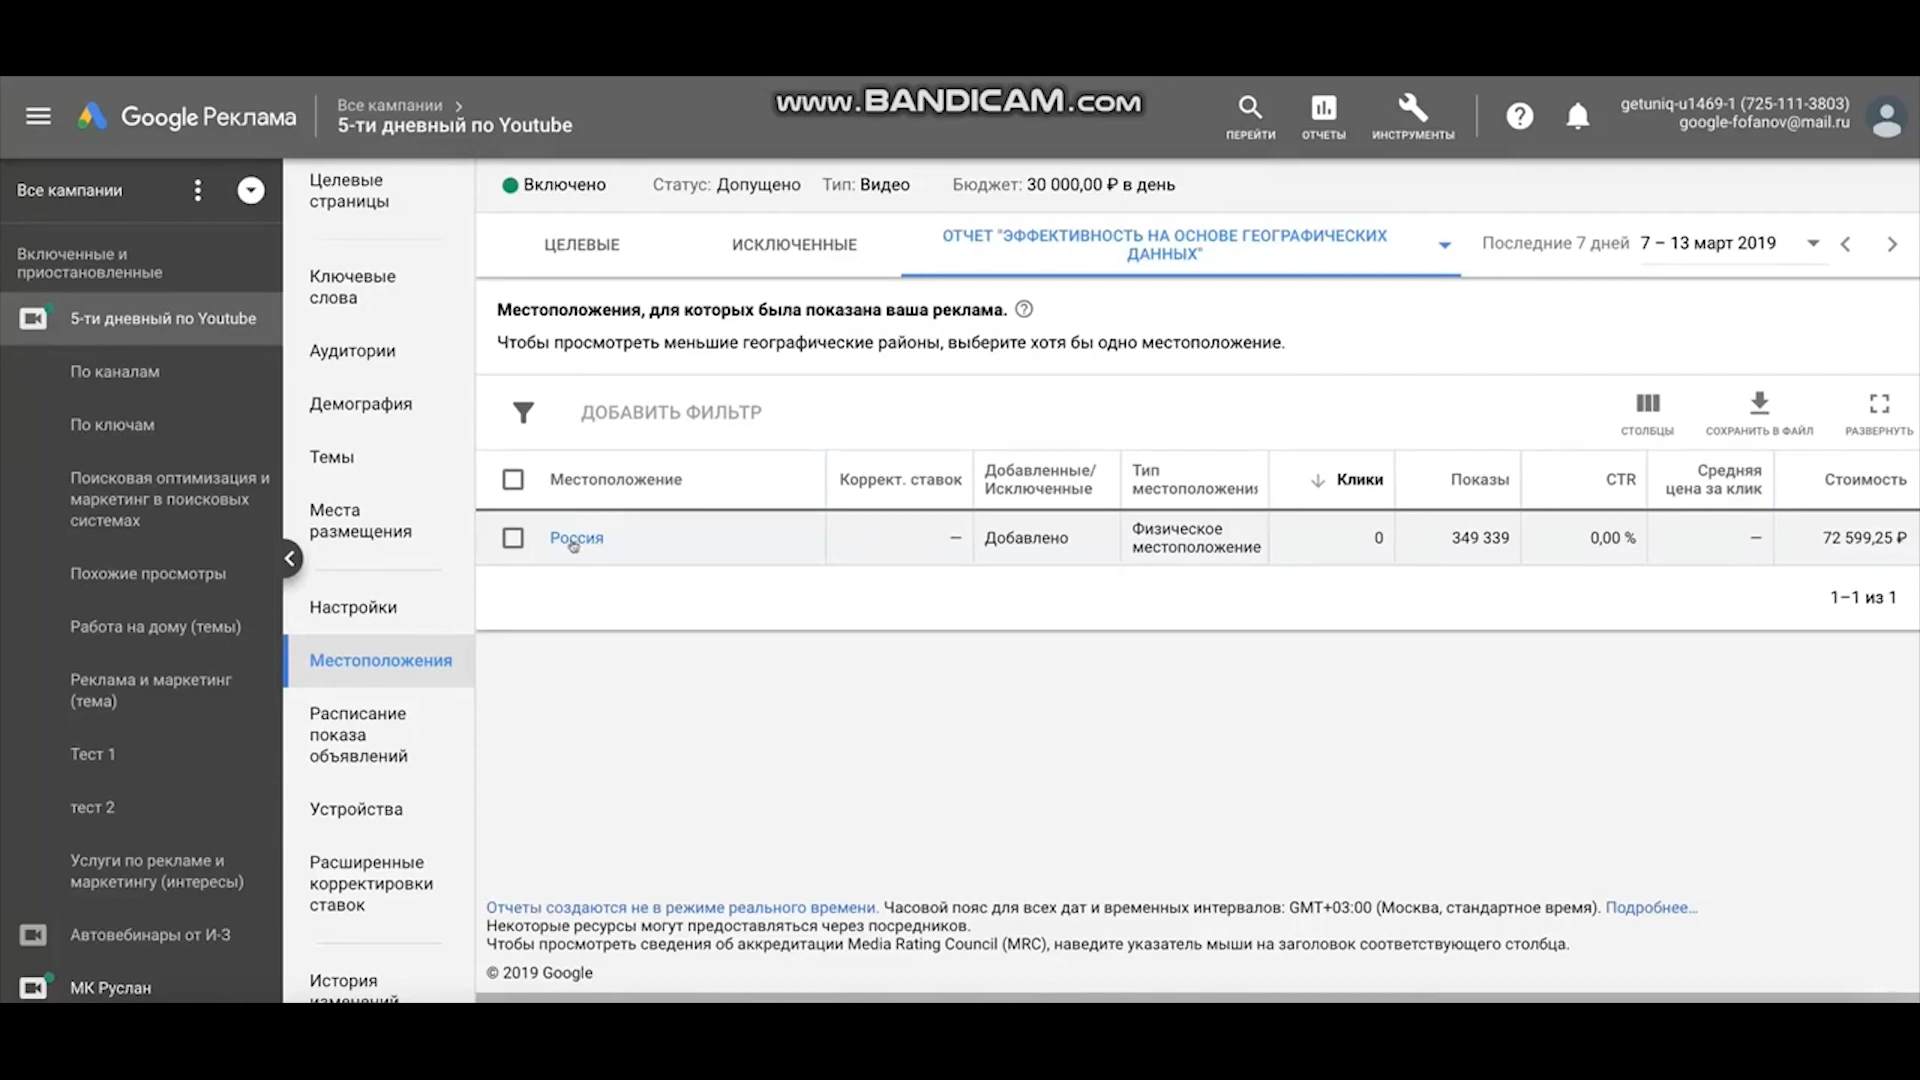 www.BANDICAM.com
Google Реклама
Все кампании
5-ти дневный по Youtube
ПЕРЕЙТИ
ОТЧЕТЫ
ИНСТРУМЕНТЫ
getuniq-u1469-1 (725-111-3803)
google-fofanov@mail.ru
Все кампании
Включенные и
приостановленные
5-ти дневный по Youtube
По каналам
По ключам
Поисковая оптимизация и
маркетинг в поисковых
системах
Похожие просмотры
Работа на дому (темы)
Реклама и маркетинг
(тема)
Тест 1
тест 2
Услуги по рекламе и
маркетингу (интересы)
Автовебинары от И-З
МК Руслан
Целевые
страницы
Ключевые
слова
Аудитории
Демография
Темы
Места
размещения
Настройки
Местоположения
Расписание
показа
объявлений
Устройства
Расширенные
корректировки
ставок
История
изменений
Включено
Статус: Допущено
Тип: Видео
Бюджет: 30 000,00 ₽ в день
ЦЕЛЕВЫЕ
ИСКЛЮЧЕННЫЕ
ОТЧЕТ "ЭФФЕКТИВНОСТЬ НА ОСНОВЕ ГЕОГРАФИЧЕСКИХ
ДАННЫХ"
Последние 7 дней 7 – 13 март 2019
Местоположения, для которых была показана ваша реклама.
Чтобы просмотреть меньшие географические районы, выберите хотя бы одно местоположение.
ДОБАВИТЬ ФИЛЬТР
СТОЛБЦЫ
СОХРАНИТЬ В ФАЙЛ
РАЗВЕРНУТЬ
Местоположение
Коррект. ставок
Добавленные/
Исключенные
Тип
местоположения
Клики
Показы
CTR
Средняя
цена за клик
Стоимость
Россия
—
Добавлено
Физическое
местоположение
0
349 339
0,00 %
—
72 599,25 ₽
1–1 из 1
Отчеты создаются не в режиме реального времени. Часовой пояс для всех дат и временных интервалов: GMT+03:00 (Москва, стандартное время). Подробнее…
Некоторые ресурсы могут предоставляться через посредников.
Чтобы просмотреть сведения об аккредитации Media Rating Council (MRC), наведите указатель мыши на заголовок соответствующего столбца.
© 2019 Google